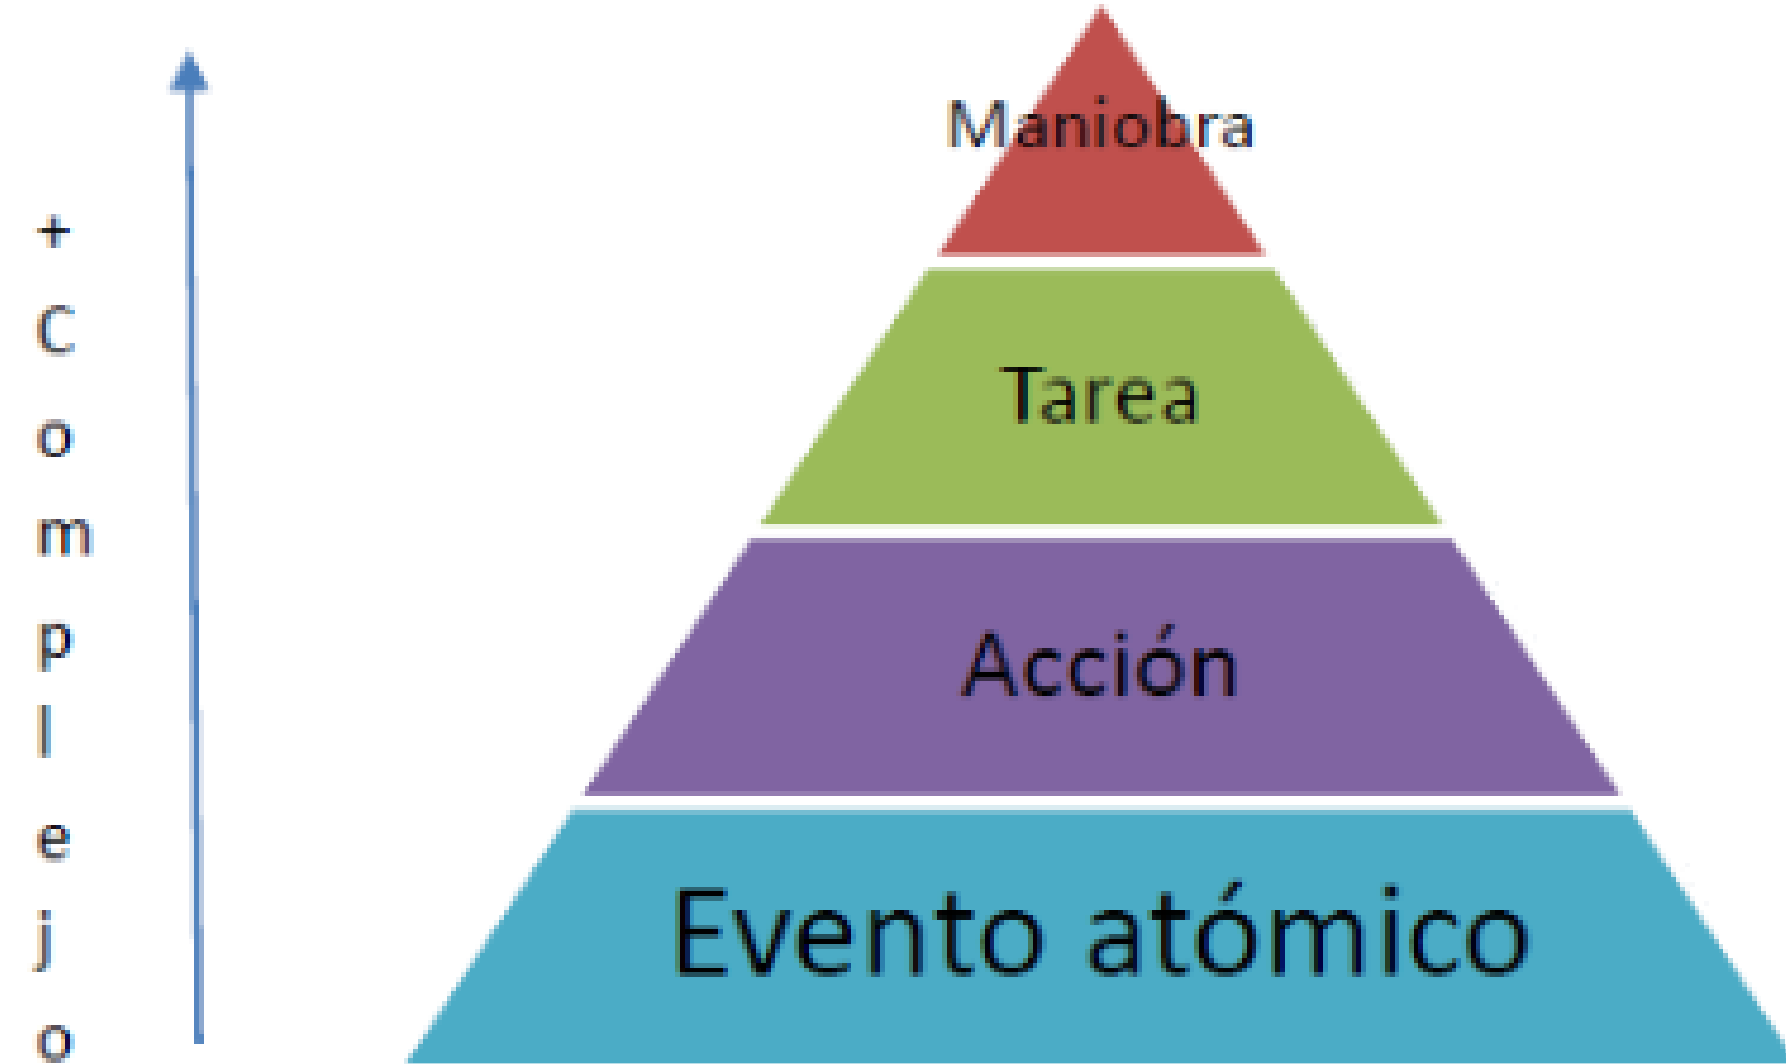 +
C
o
m
p
l
e
j
o
Maniobra
Tarea
Acción
Evento atómico